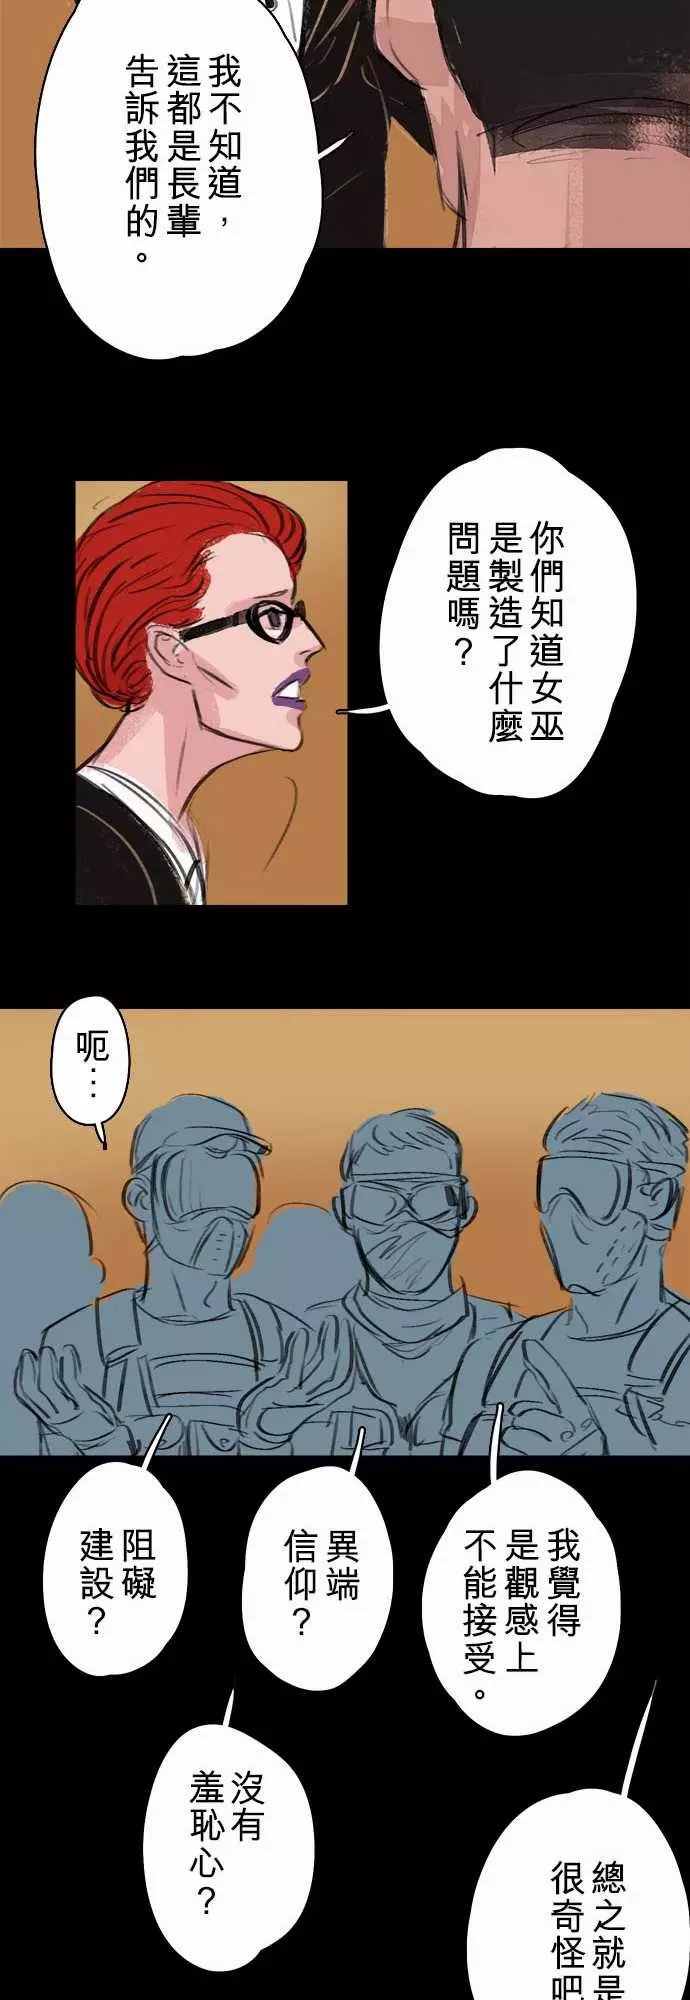 我不知道，
這都是長輩
告訴我們的。
你們知道女巫
是製造了什麼
問題嗎？
呃…
阻礙
建設？
異端
信仰？
我覺得
是觀感上
不能接受。
沒有
羞恥心？
總之就是
很奇怪吧